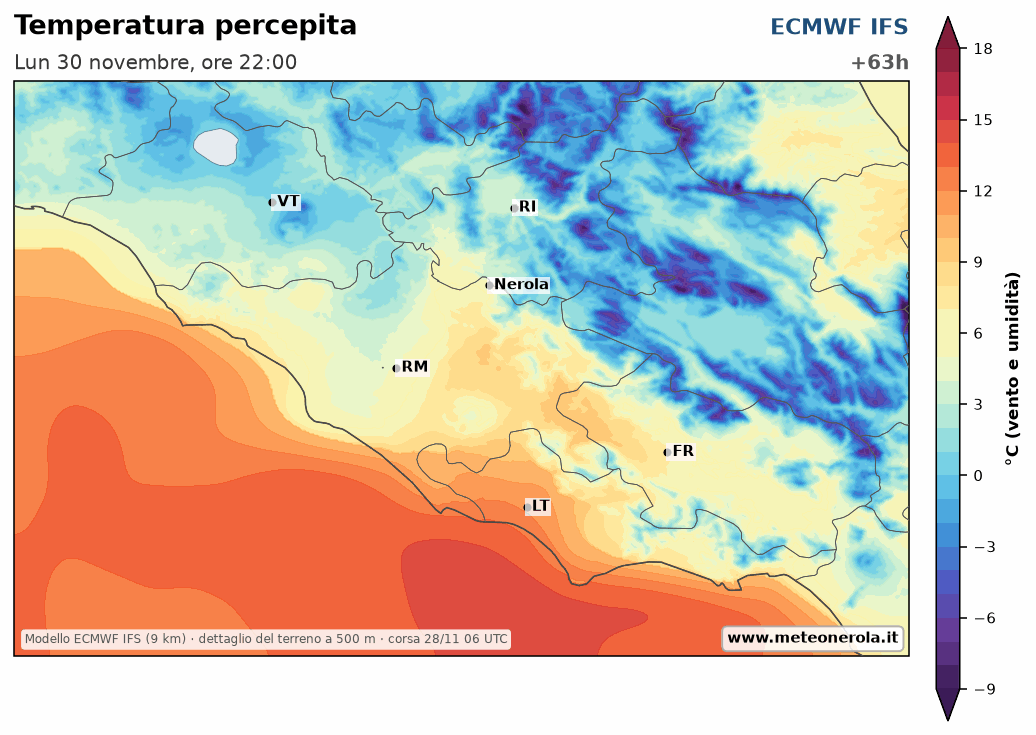 Temperatura percepita
ECMWF IFS
Lun 30 novembre, ore 22:00
+63h
VT
RI
Nerola
RM
FR
LT
Modello ECMWF IFS (9 km) · dettaglio del terreno a 500 m · corsa 28/11 06 UTC
www.meteonerola.it
18
15
12
9
6
3
0
−3
−6
−9
°C (vento e umidità)